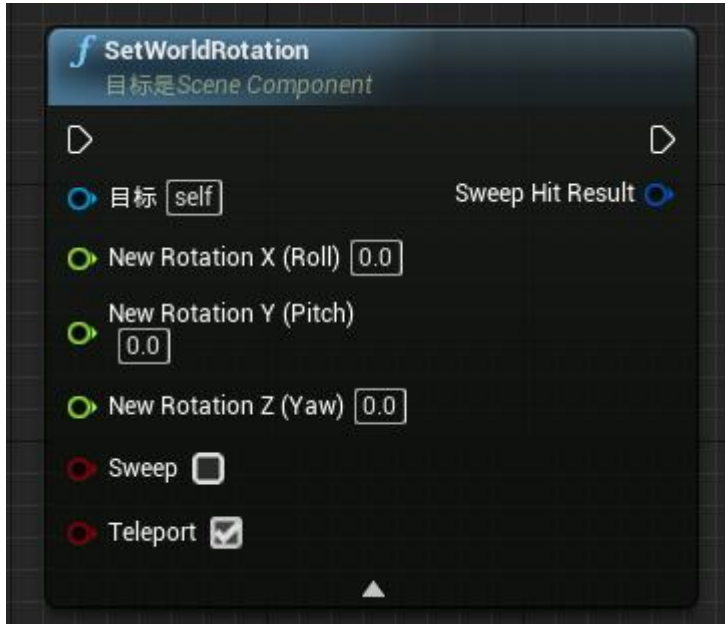 f SetWorldRotation
目标是Scene Component
目标 self
Sweep Hit Result
New Rotation X (Roll) 0.0
New Rotation Y (Pitch)
0.0
New Rotation Z (Yaw) 0.0
Sweep
Teleport